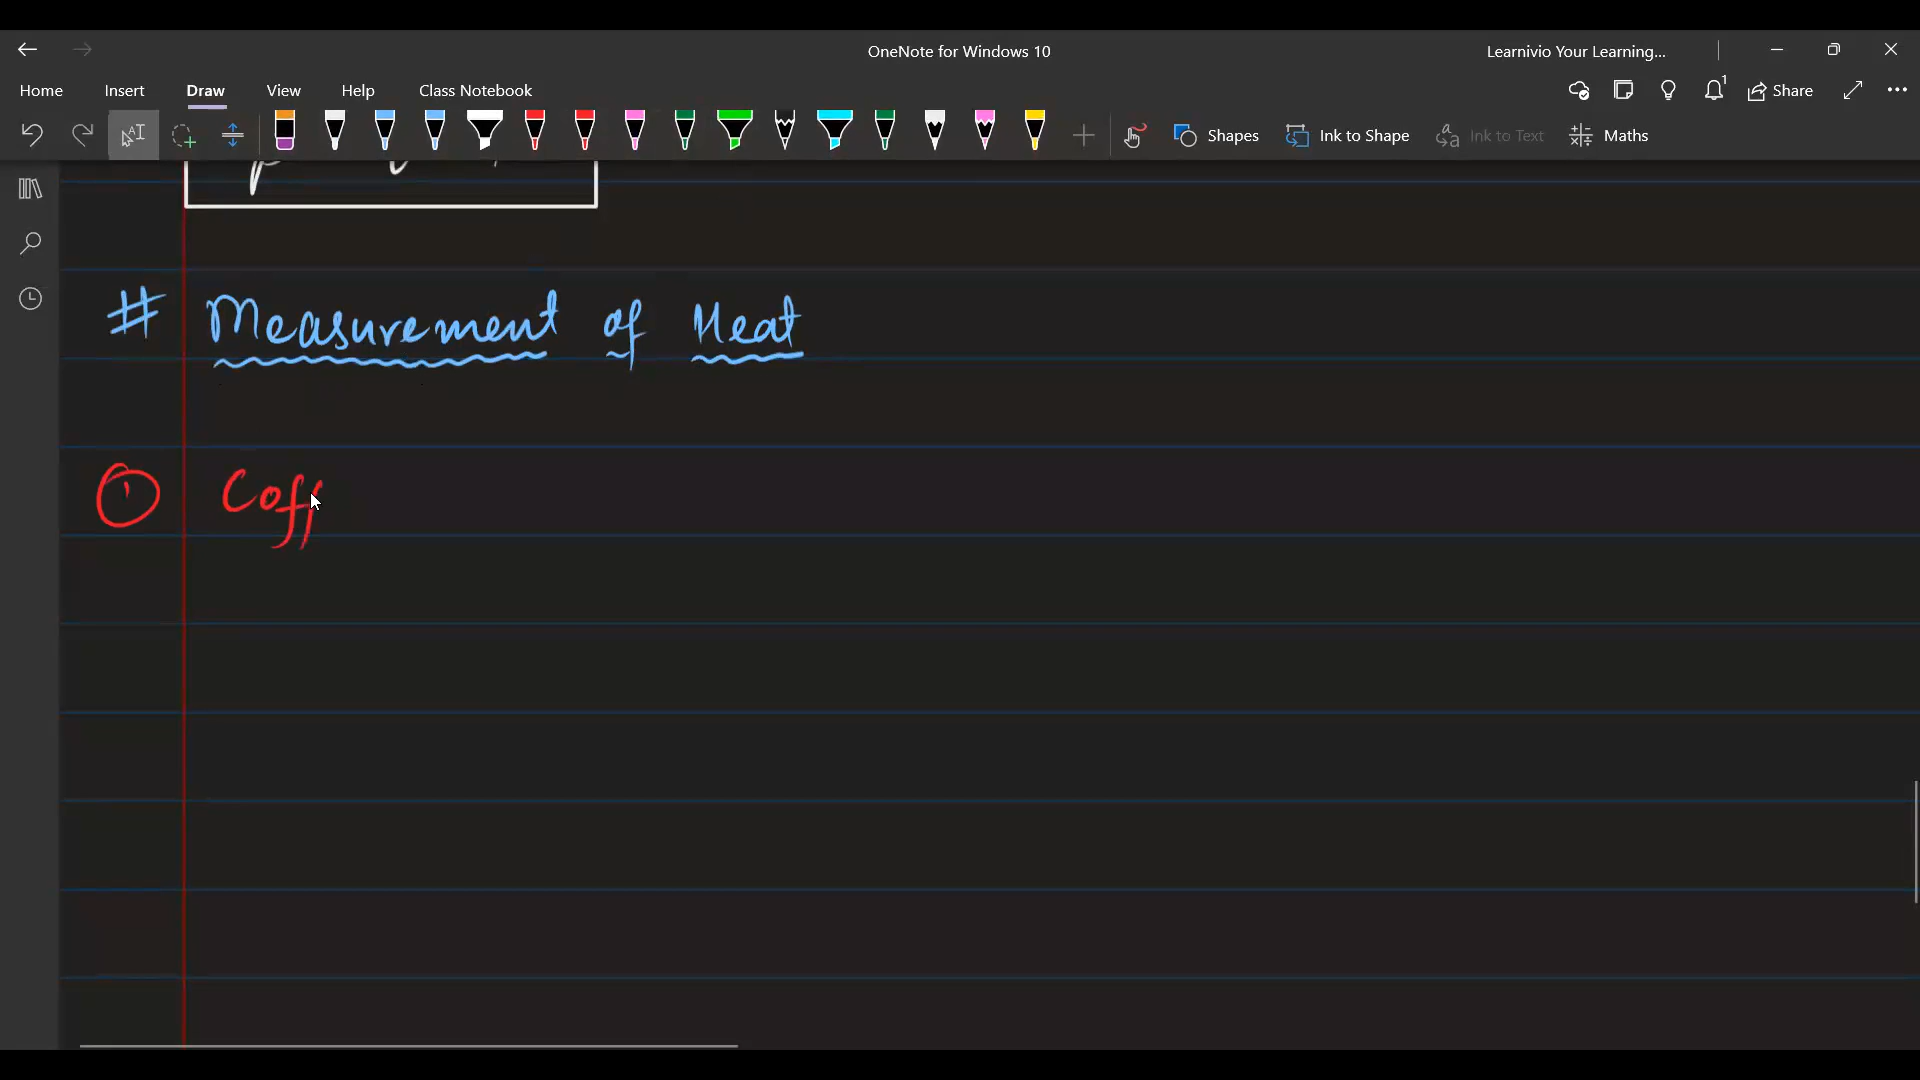 OneNote for Windows 10
Learnivio Your Learning...
Home Insert Draw View Help Class Notebook
1 Share
Shapes Ink to Shape Ink to Text Maths
# Measurement of Heat
① Coff